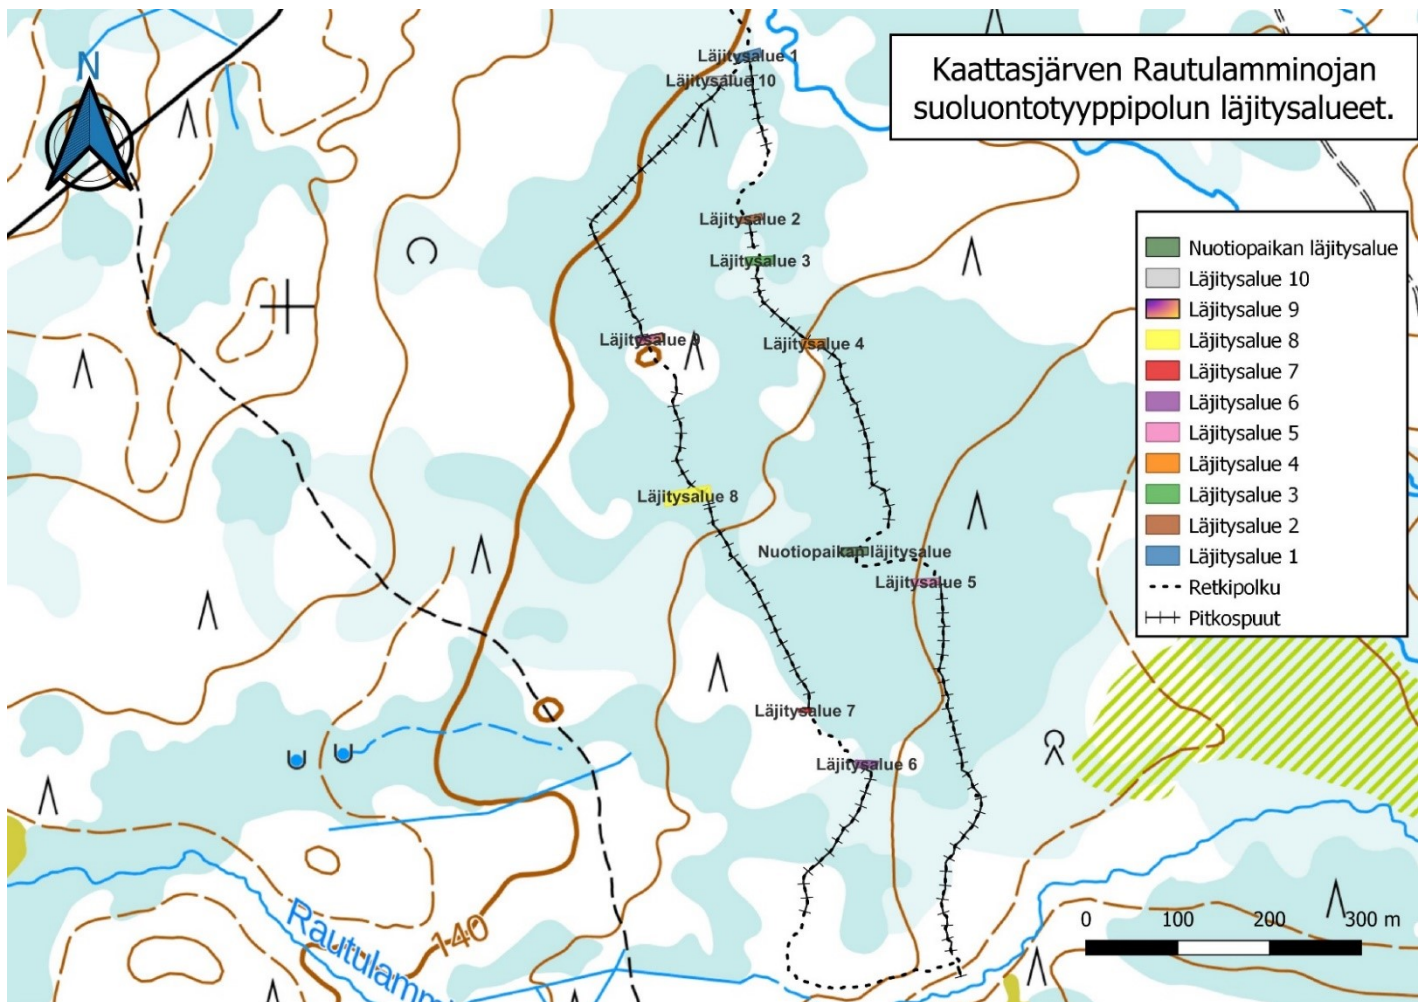 N
Läjitysalue 1
Läjitysalue 10
Kaattasjärven Rautulamminojan
suoluontotyyppipolun läjitysalueet.
Läjitysalue 2
Läjitysalue 3
Läjitysalue 9
Läjitysalue 4
Läjitysalue 8
Nuotiopaikan läjitysalue
Läjitysalue 5
Läjitysalue 7
Läjitysalue 6
Nuotiopaikan läjitysalue
Läjitysalue 10
Läjitysalue 9
Läjitysalue 8
Läjitysalue 7
Läjitysalue 6
Läjitysalue 5
Läjitysalue 4
Läjitysalue 3
Läjitysalue 2
Läjitysalue 1
Retkipolku
Pitkospuut
0 100 200 300 m
140